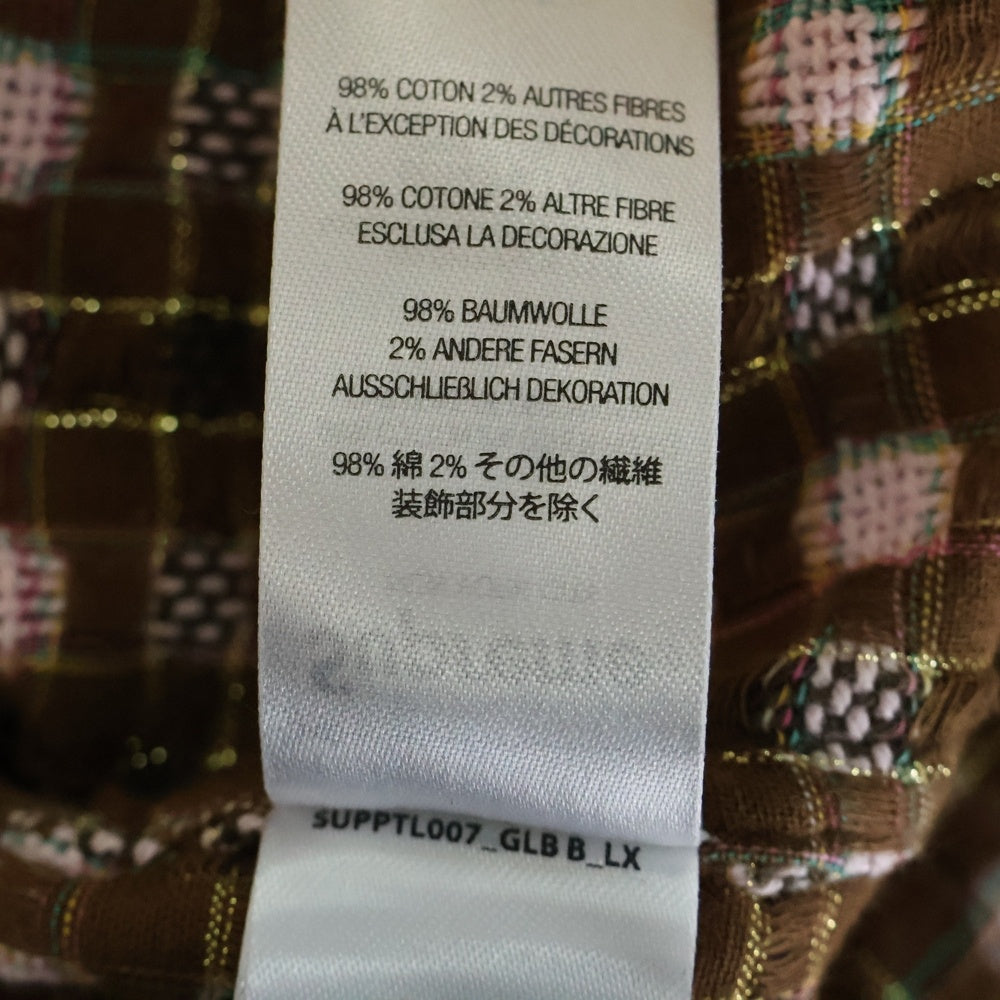 98% COTON 2% AUTRES FIBRES
À L'EXCEPTION DES DÉCORATIONS
98% COTONE 2% ALTRE FIBRE
ESCLUSA LA DECORAZIONE
98% BAUMWOLLE
2% ANDERE FASERN
AUSSCHLIEßLICH DEKORATION
98% 綿 2% その他の繊維
装飾部分を除く
SUPPTL007_GLB B_LX